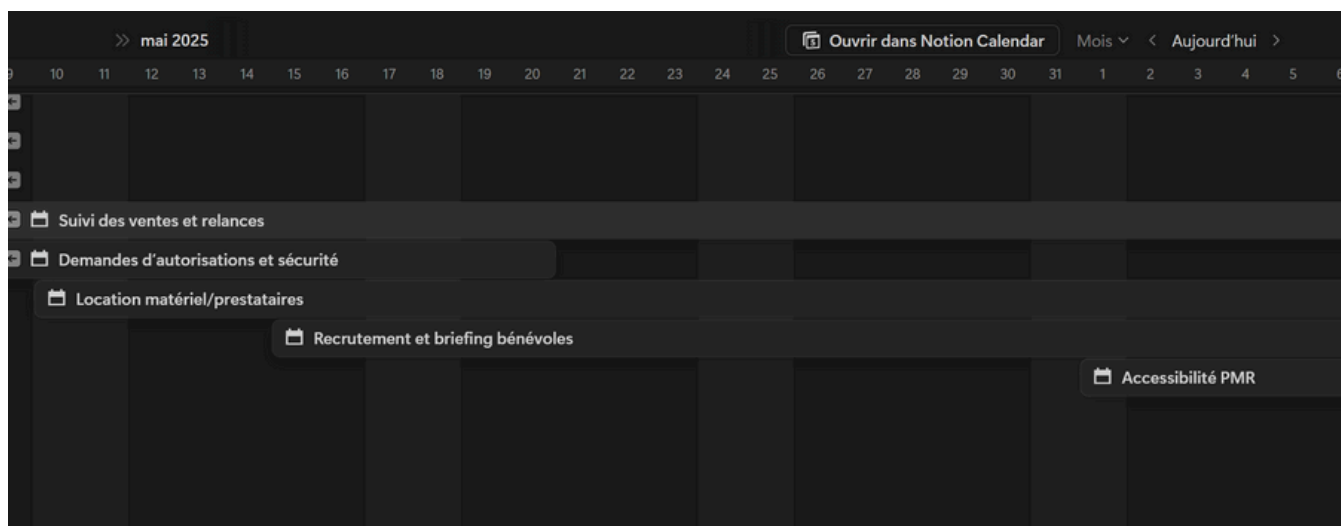 mai 2025 Ouvrir dans Notion Calendar Mois Aujourd'hui
10 11 12 13 14 15 16 17 18 19 20 21 22 23 24 25 26 27 28 29 30 31 1 2 3 4 5
Suivi des ventes et relances
Demandes d'autorisations et sécurité
Location matériel/prestataires
Recrutement et briefing bénévoles
Accessibilité PMR